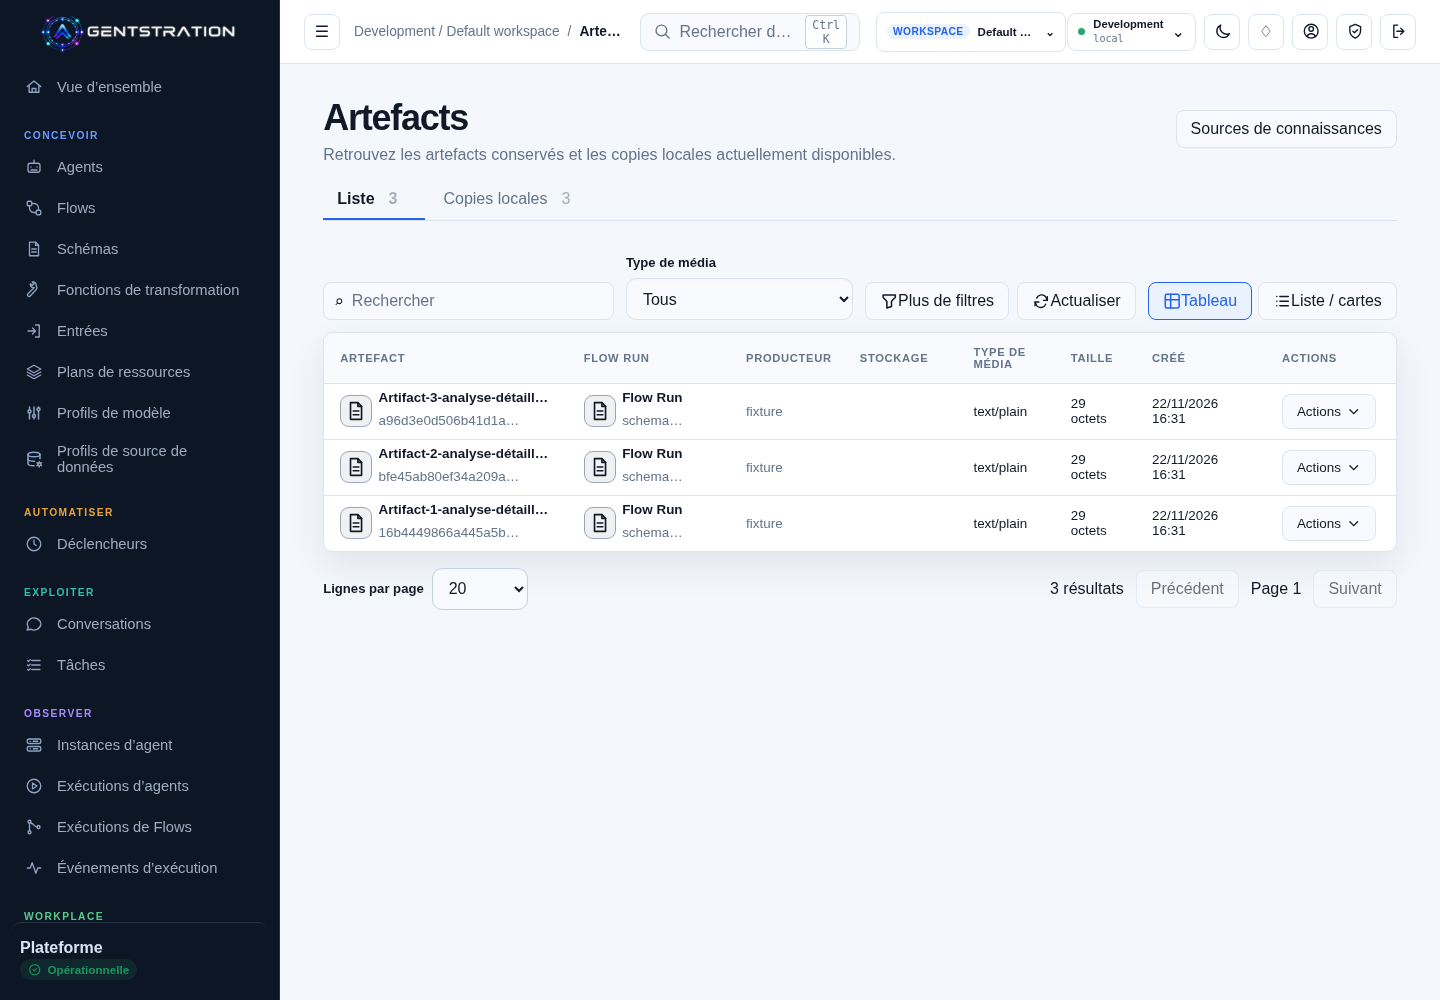 GENTSTRATION
Vue d’ensemble
CONCEVOIR
Agents
Flows
Schémas
Fonctions de transformation
Entrées
Plans de ressources
Profils de modèle
Profils de source de
données
AUTOMATISER
Déclencheurs
EXPLOITER
Conversations
Tâches
OBSERVER
Instances d’agent
Exécutions d’agents
Exécutions de Flows
Événements d’exécution
WORKPLACE
Plateforme
Opérationnelle
Development / Default workspace / Arte…
Rechercher d…
Ctrl
K
WORKSPACE Default …
Development
local
Artefacts
Retrouvez les artefacts conservés et les copies locales actuellement disponibles.
Sources de connaissances
Liste 3
Copies locales 3
Type de média
Rechercher
Tous
Plus de filtres
Actualiser
Tableau
Liste / cartes
ARTEFACT FLOW RUN PRODUCTEUR STOCKAGE TYPE DE MÉDIA TAILLE CRÉÉ ACTIONS
Artifact-3-analyse-détaill… Flow Run
a96d3e0d506b41d1a… schema… fixture text/plain 29 octets 22/11/2026 16:31 Actions
Artifact-2-analyse-détaill… Flow Run
bfe45ab80ef34a209a… schema… fixture text/plain 29 octets 22/11/2026 16:31 Actions
Artifact-1-analyse-détaill… Flow Run
16b4449866a445a5b… schema… fixture text/plain 29 octets 22/11/2026 16:31 Actions
Lignes par page 20
3 résultats Précédent Page 1 Suivant